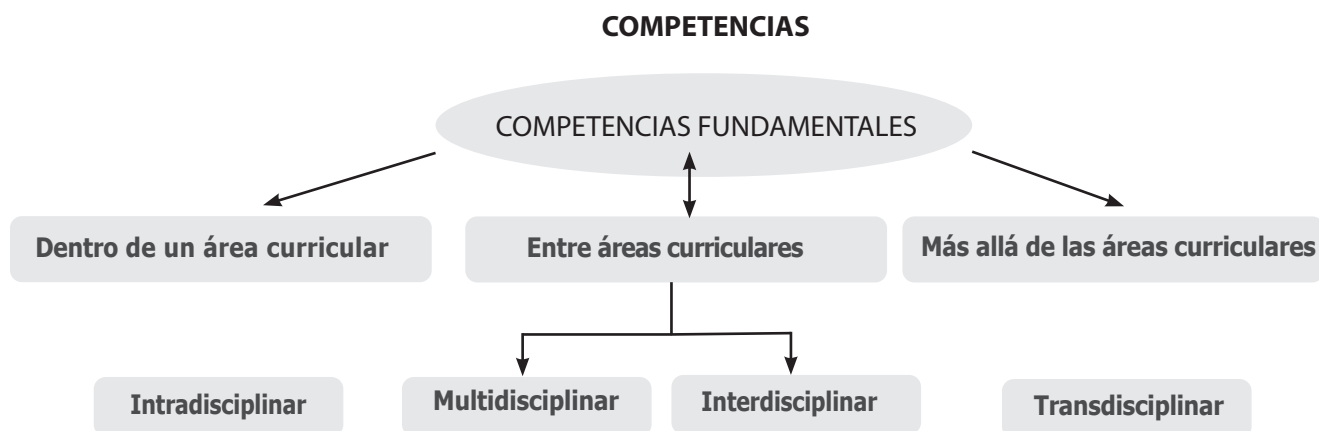 COMPETENCIAS
COMPETENCIAS FUNDAMENTALES
Dentro de un área curricular
Entre áreas curriculares
Más allá de las áreas curriculares
Intradisciplinar
Multidisciplinar
Interdisciplinar
Transdisciplinar